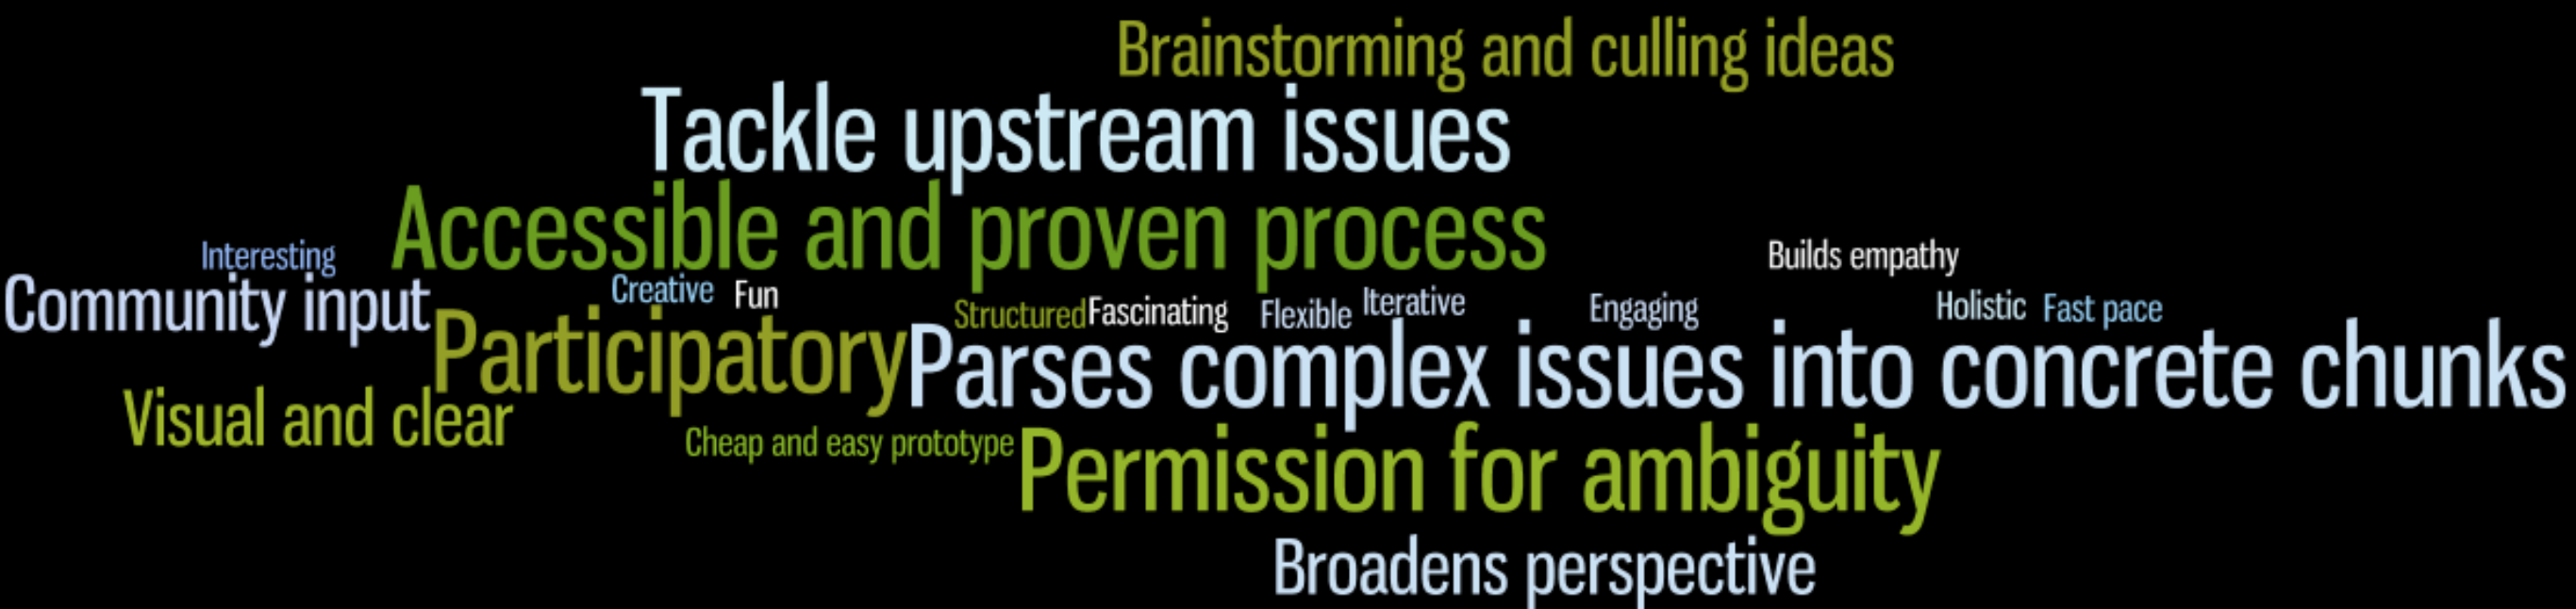 Brainstorming and culling ideas
Tackle upstream issues
Accessible and proven process
Interesting
Builds empathy
Community input
Creative
Fun
Structured
Fascinating
Flexible
Iterative
Engaging
Holistic
Fast pace
Participatory
Parses complex issues into concrete chunks
Visual and clear
Cheap and easy prototype
Permission for ambiguity
Broadens perspective